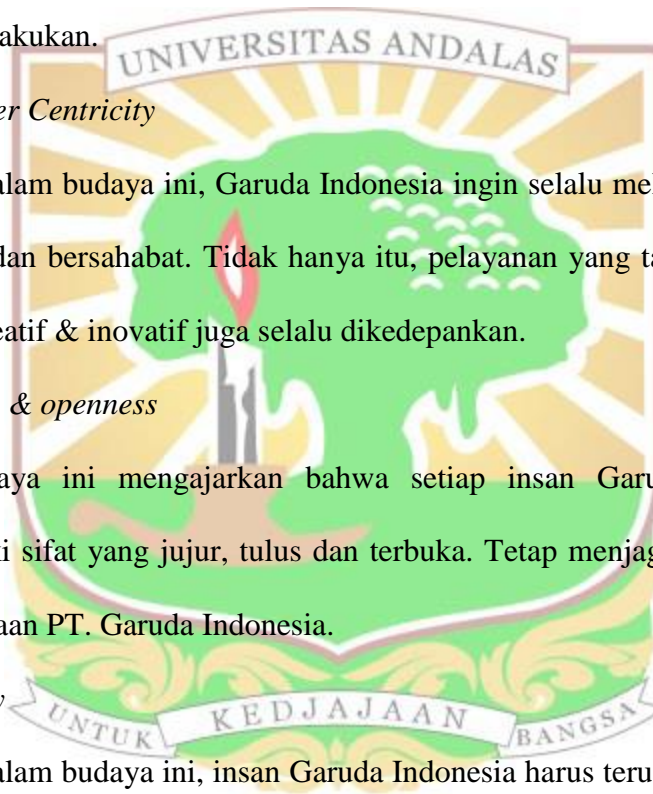 akukan.
UNIVERSITAS ANDALAS
er Centricity
alam budaya ini, Garuda Indonesia ingin selalu me
dan bersahabat. Tidak hanya itu, pelayanan yang ta
eatif & inovatif juga selalu dikedepankan.
& openness
aya ini mengajarkan bahwa setiap insan Garu
ki sifat yang jujur, tulus dan terbuka. Tetap menjag
aan PT. Garuda Indonesia.
y
UNTUK KEDJAJAAN BANGSA
alam budaya ini, insan Garuda Indonesia harus teru